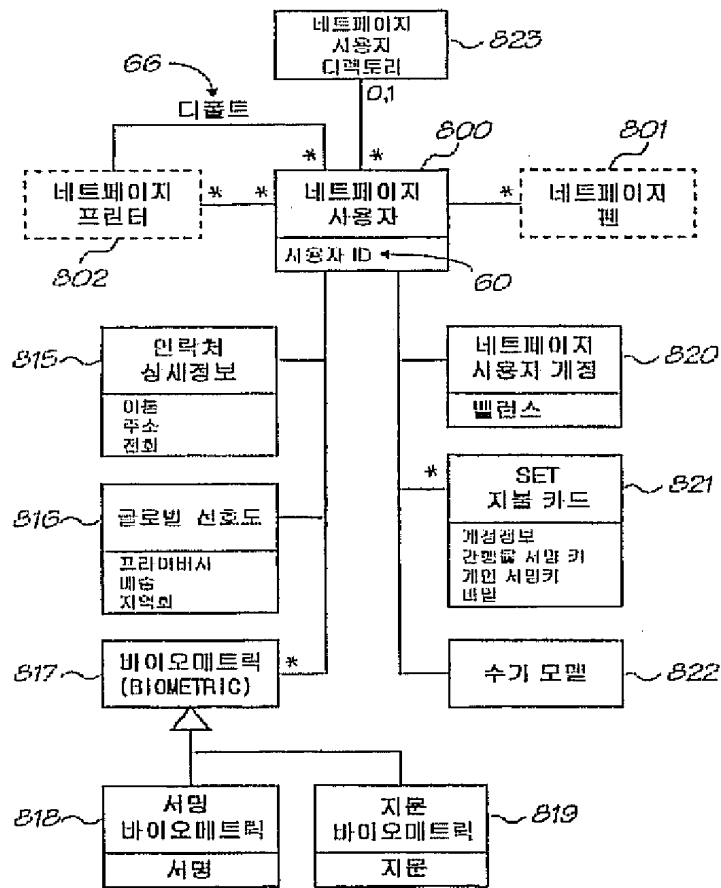 네트페이지
사용자
디렉토리
823
0,1
66
디폴트
*
*
800
801
네트페이지
프린터
802
*
*
네트페이지
사용자
사용자 ID
60
*
네트페이지
펜
815
연락처
상세정보
이름
주소
전화
네트페이지
사용자 계정
밸런스
820
816
글로벌 선호도
프라이버시
배송
지역화
*
SET
지불 카드
계정정보
간행물 서명 키
개인 서명키
비밀
821
817
바이오메트릭
(BIOMETRIC)
*
수기 모델
822
818
서명
바이오메트릭
서명
지문
바이오메트릭
지문
819